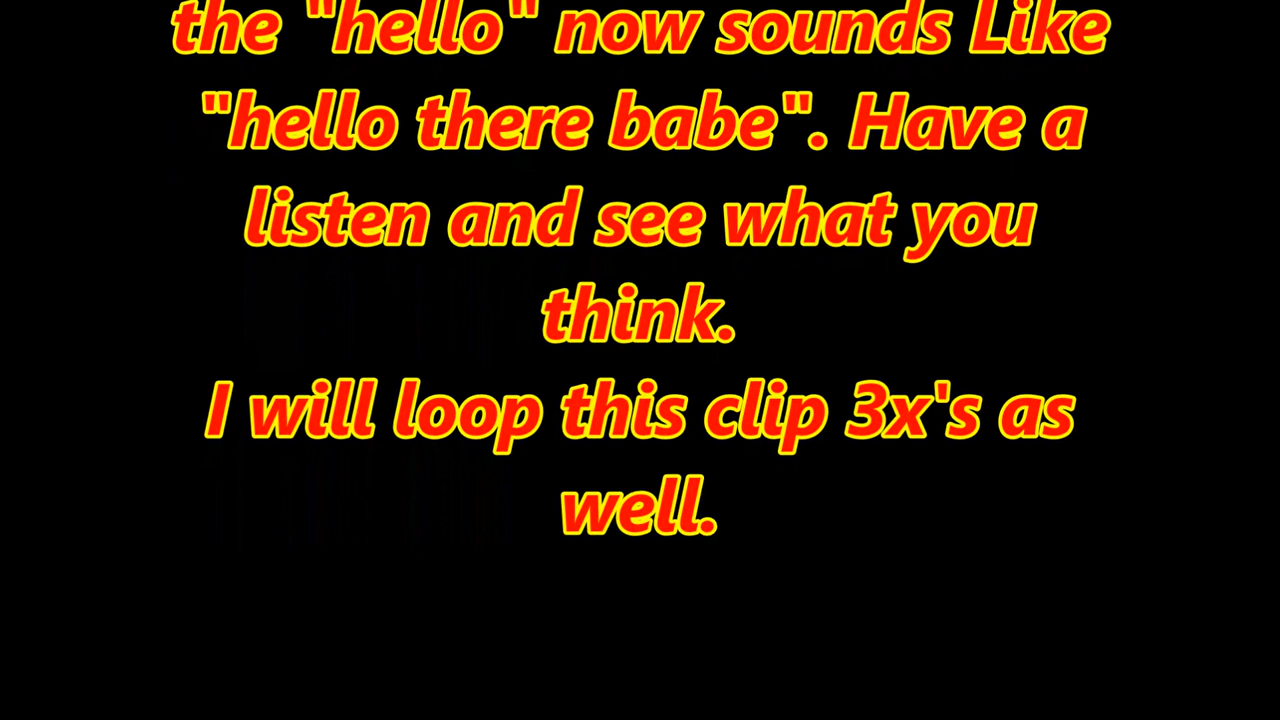 the "hello" now sounds Like
"hello there babe". Have a
listen and see what you
think.
I will loop this clip 3x's as
well.